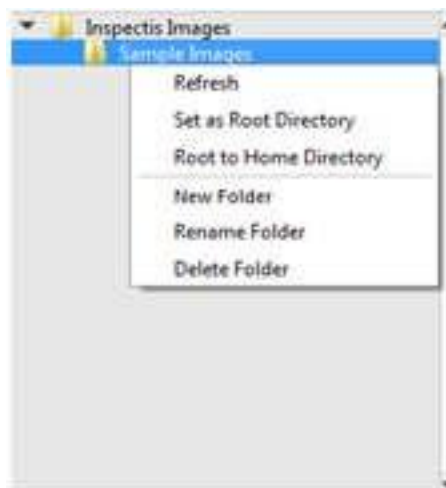 Inspectis Images
Sample Images
Refresh
Set as Root Directory
Root to Home Directory
New Folder
Rename Folder
Delete Folder